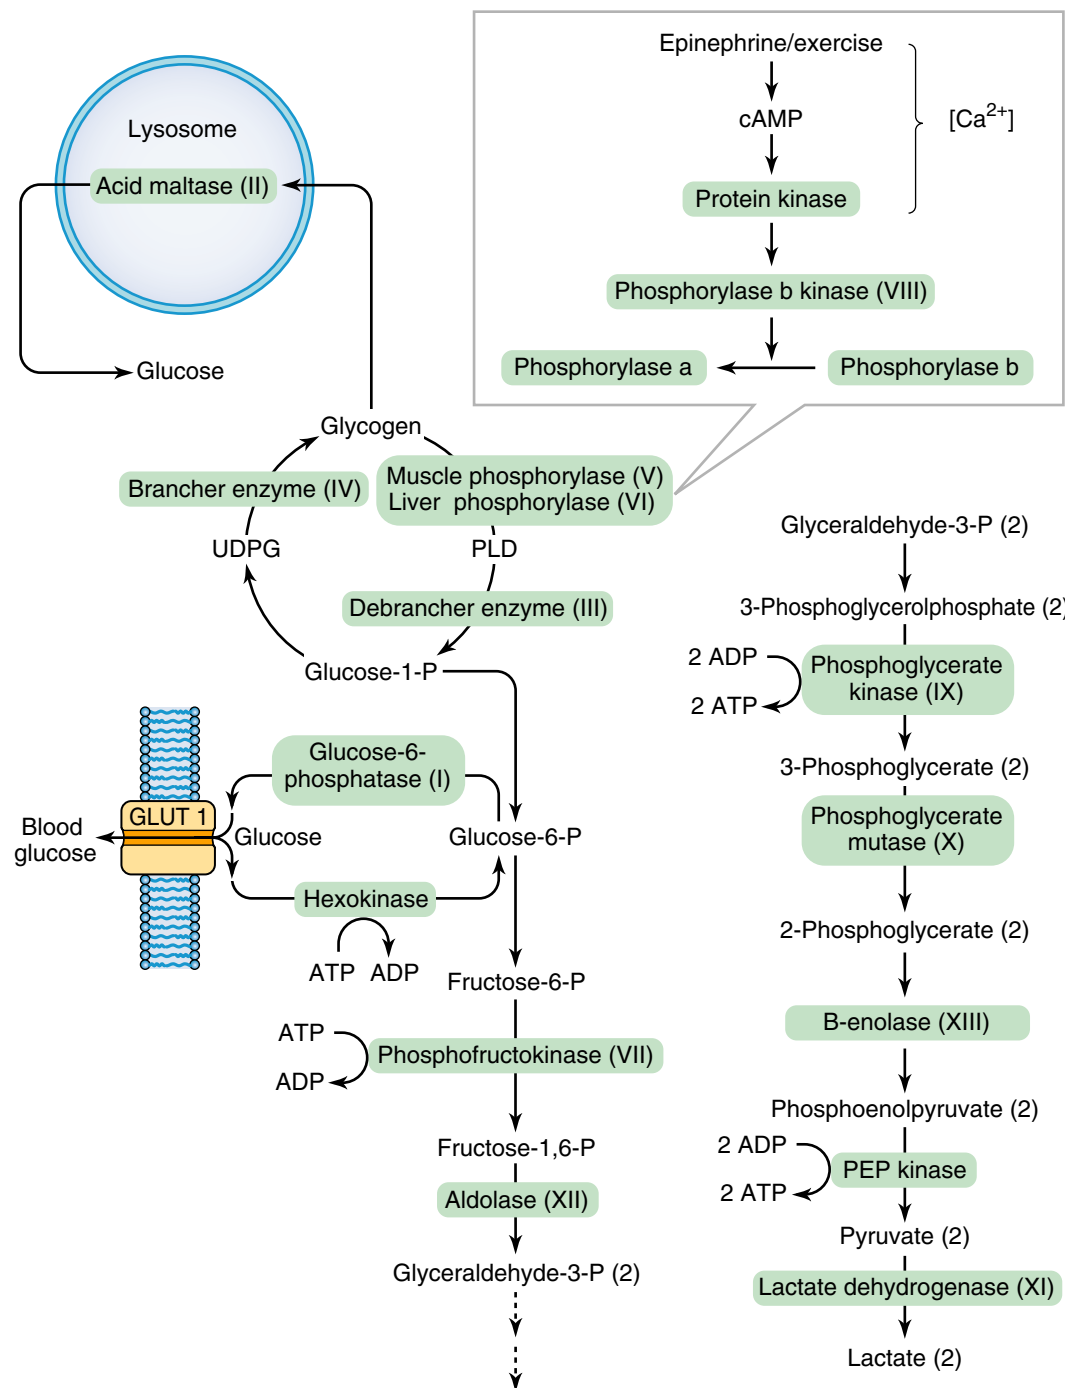 Epinephrine/exercise
cAMP
[Ca2+]
Protein kinase
Phosphorylase b kinase (VIII)
Phosphorylase a
Phosphorylase b
Lysosome
Acid maltase (II)
Glucose
Glycogen
Brancher enzyme (IV)
Muscle phosphorylase (V)
Liver phosphorylase (VI)
UDPG
PLD
Debrancher enzyme (III)
Glucose-1-P
Glucose-6-
phosphatase (I)
GLUT 1
Blood
glucose
Glucose
Glucose-6-P
Hexokinase
ATP
ADP
Fructose-6-P
ATP
Phosphofructokinase (VII)
ADP
Fructose-1,6-P
Aldolase (XII)
Glyceraldehyde-3-P (2)
Glyceraldehyde-3-P (2)
3-Phosphoglycerolphosphate (2)
2 ADP
Phosphoglycerate
kinase (IX)
2 ATP
3-Phosphoglycerate (2)
Phosphoglycerate
mutase (X)
2-Phosphoglycerate (2)
B-enolase (XIII)
Phosphoenolpyruvate (2)
2 ADP
PEP kinase
2 ATP
Pyruvate (2)
Lactate dehydrogenase (XI)
Lactate (2)